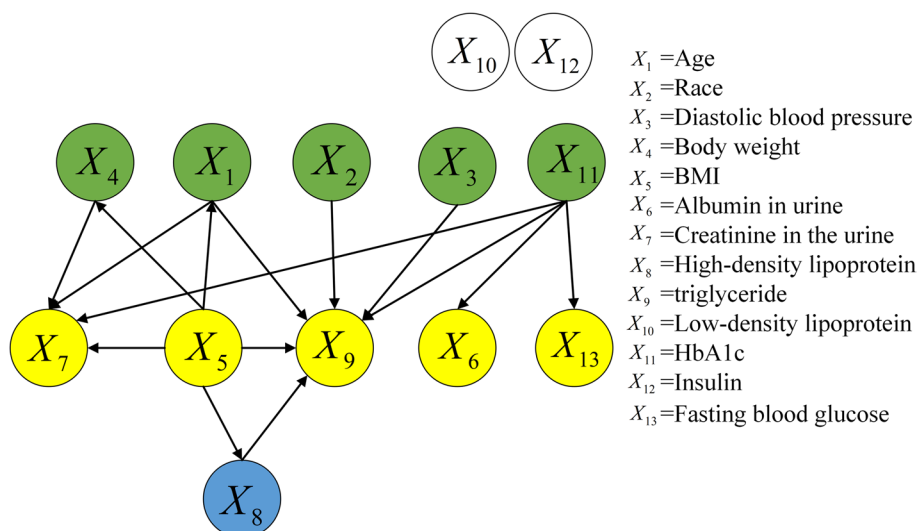 X₁₀ X₁₂
X₄ X₁ X₂ X₃ X₁₁
X₇ X₅ X₉ X₆ X₁₃
X₈
X₁ =Age
X₂ =Race
X₃ =Diastolic blood pressure
X₄ =Body weight
X₅ =BMI
X₆ =Albumin in urine
X₇ =Creatinine in the urine
X₈ =High-density lipoprotein
X₉ =triglyceride
X₁₀ =Low-density lipoprotein
X₁₁ =HbA1c
X₁₂ =Insulin
X₁₃ =Fasting blood glucose